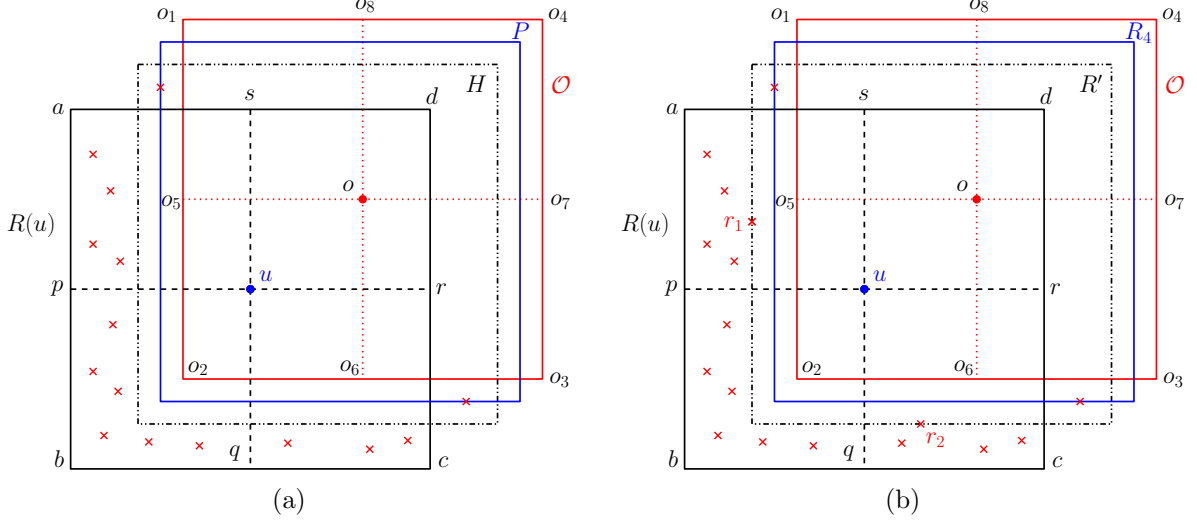 o1 o8 o4
P
H
O
a s d
o5 o o7
R(u)
p u r
o2 o6 o3
b q c
(a)
o1 o8 o4
R4
R′
O
a s d
o5 o o7
R(u) r1
p u r
o2 o6 o3
r2
b q c
(b)